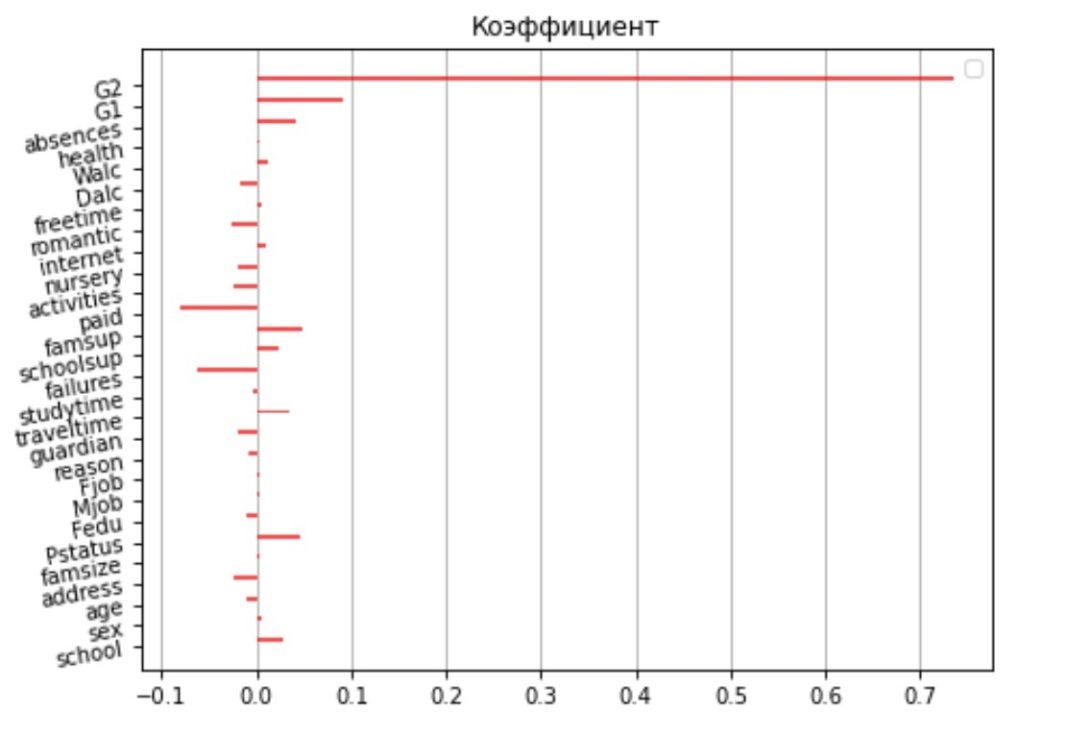 Коэффициент
G2
G1
absences
health
Walc
Dalc
freetime
romantic
internet
nursery
activities
paid
famsup
schoolsup
failures
studytime
traveltime
guardian
reason
Fjob
Mjob
Fedu
Pstatus
famsize
address
age
sex
school
−0.1 0.0 0.1 0.2 0.3 0.4 0.5 0.6 0.7